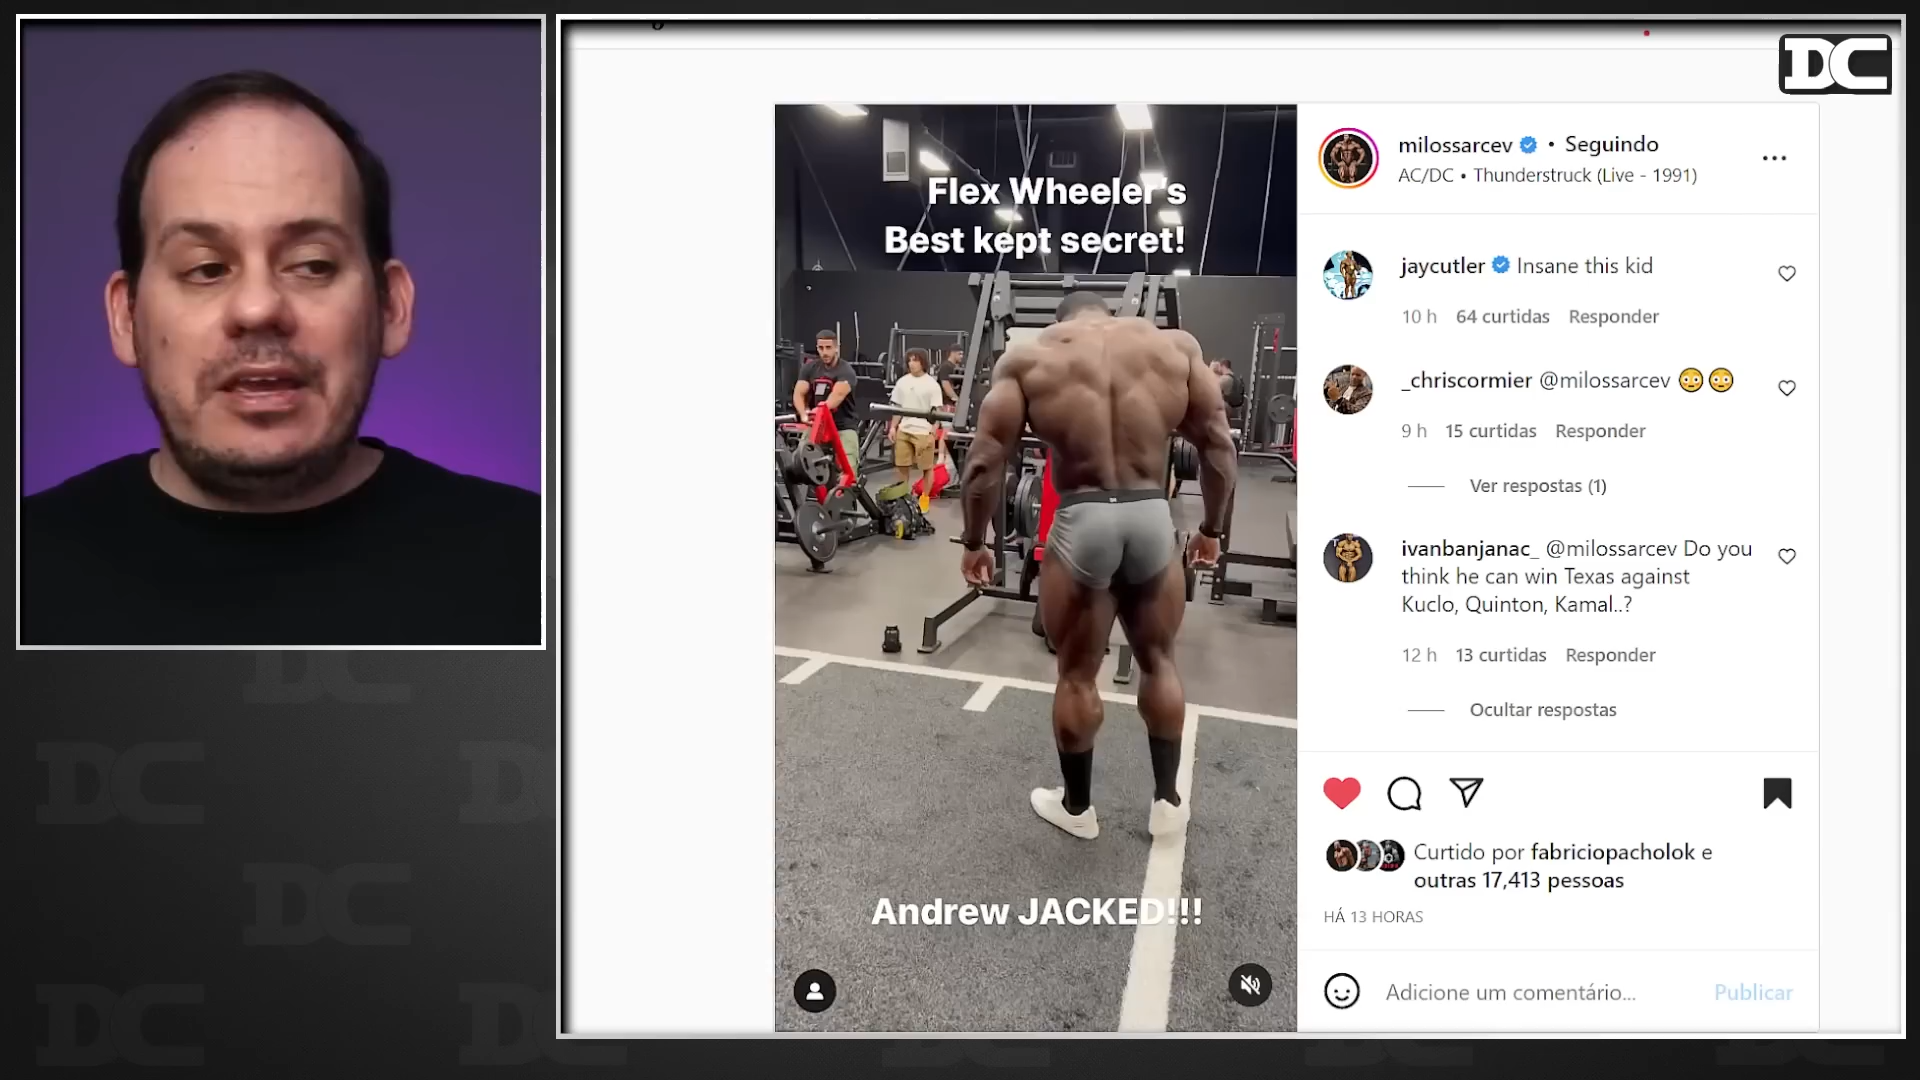 DC
Flex Wheeler's
Best kept secret!
Andrew JACKED!!!
milossarcev • Seguindo
AC/DC • Thunderstruck (Live - 1991)
jaycutler Insane this kid
10 h 64 curtidas Responder
_chriscormier @milossarcev 😳😳
9 h 15 curtidas Responder
Ver respostas (1)
ivanbanjanac_ @milossarcev Do you
think he can win Texas against
Kuclo, Quinton, Kamal..?
12 h 13 curtidas Responder
Ocultar respostas
Curtido por fabriciopacholok e
outras 17,413 pessoas
HÁ 13 HORAS
Adicione um comentário... Publicar